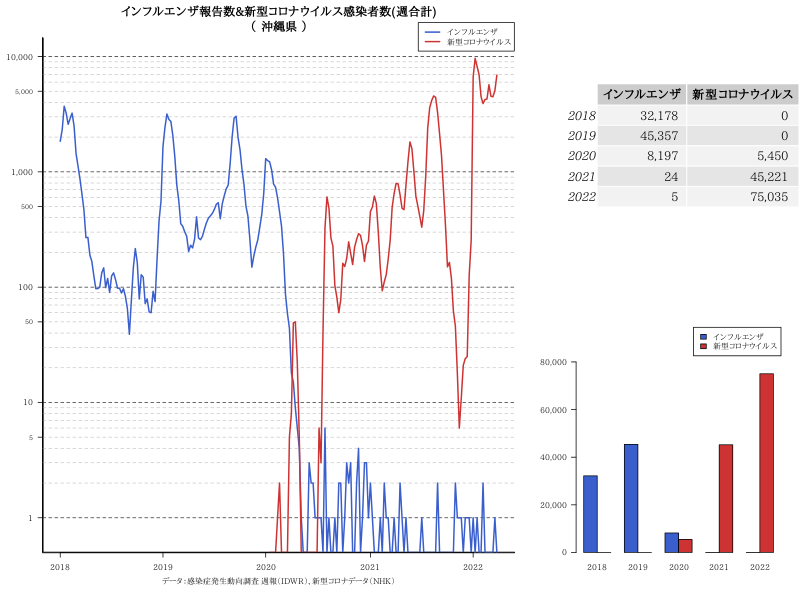 インフルエンザ報告数&新型コロナウイルス感染者数(週合計)
( 沖縄県 )
インフルエンザ
新型コロナウイルス
10,000
5,000
1,000
500
100
50
10
5
1
2018 2019 2020 2021 2022
データ:感染症発生動向調査 週報(IDWR)、新型コロナデータ(NHK)
インフルエンザ 新型コロナウイルス
2018 32,178 0
2019 45,357 0
2020 8,197 5,450
2021 24 45,221
2022 5 75,035
インフルエンザ
新型コロナウイルス
80,000
60,000
40,000
20,000
0
2018 2019 2020 2021 2022